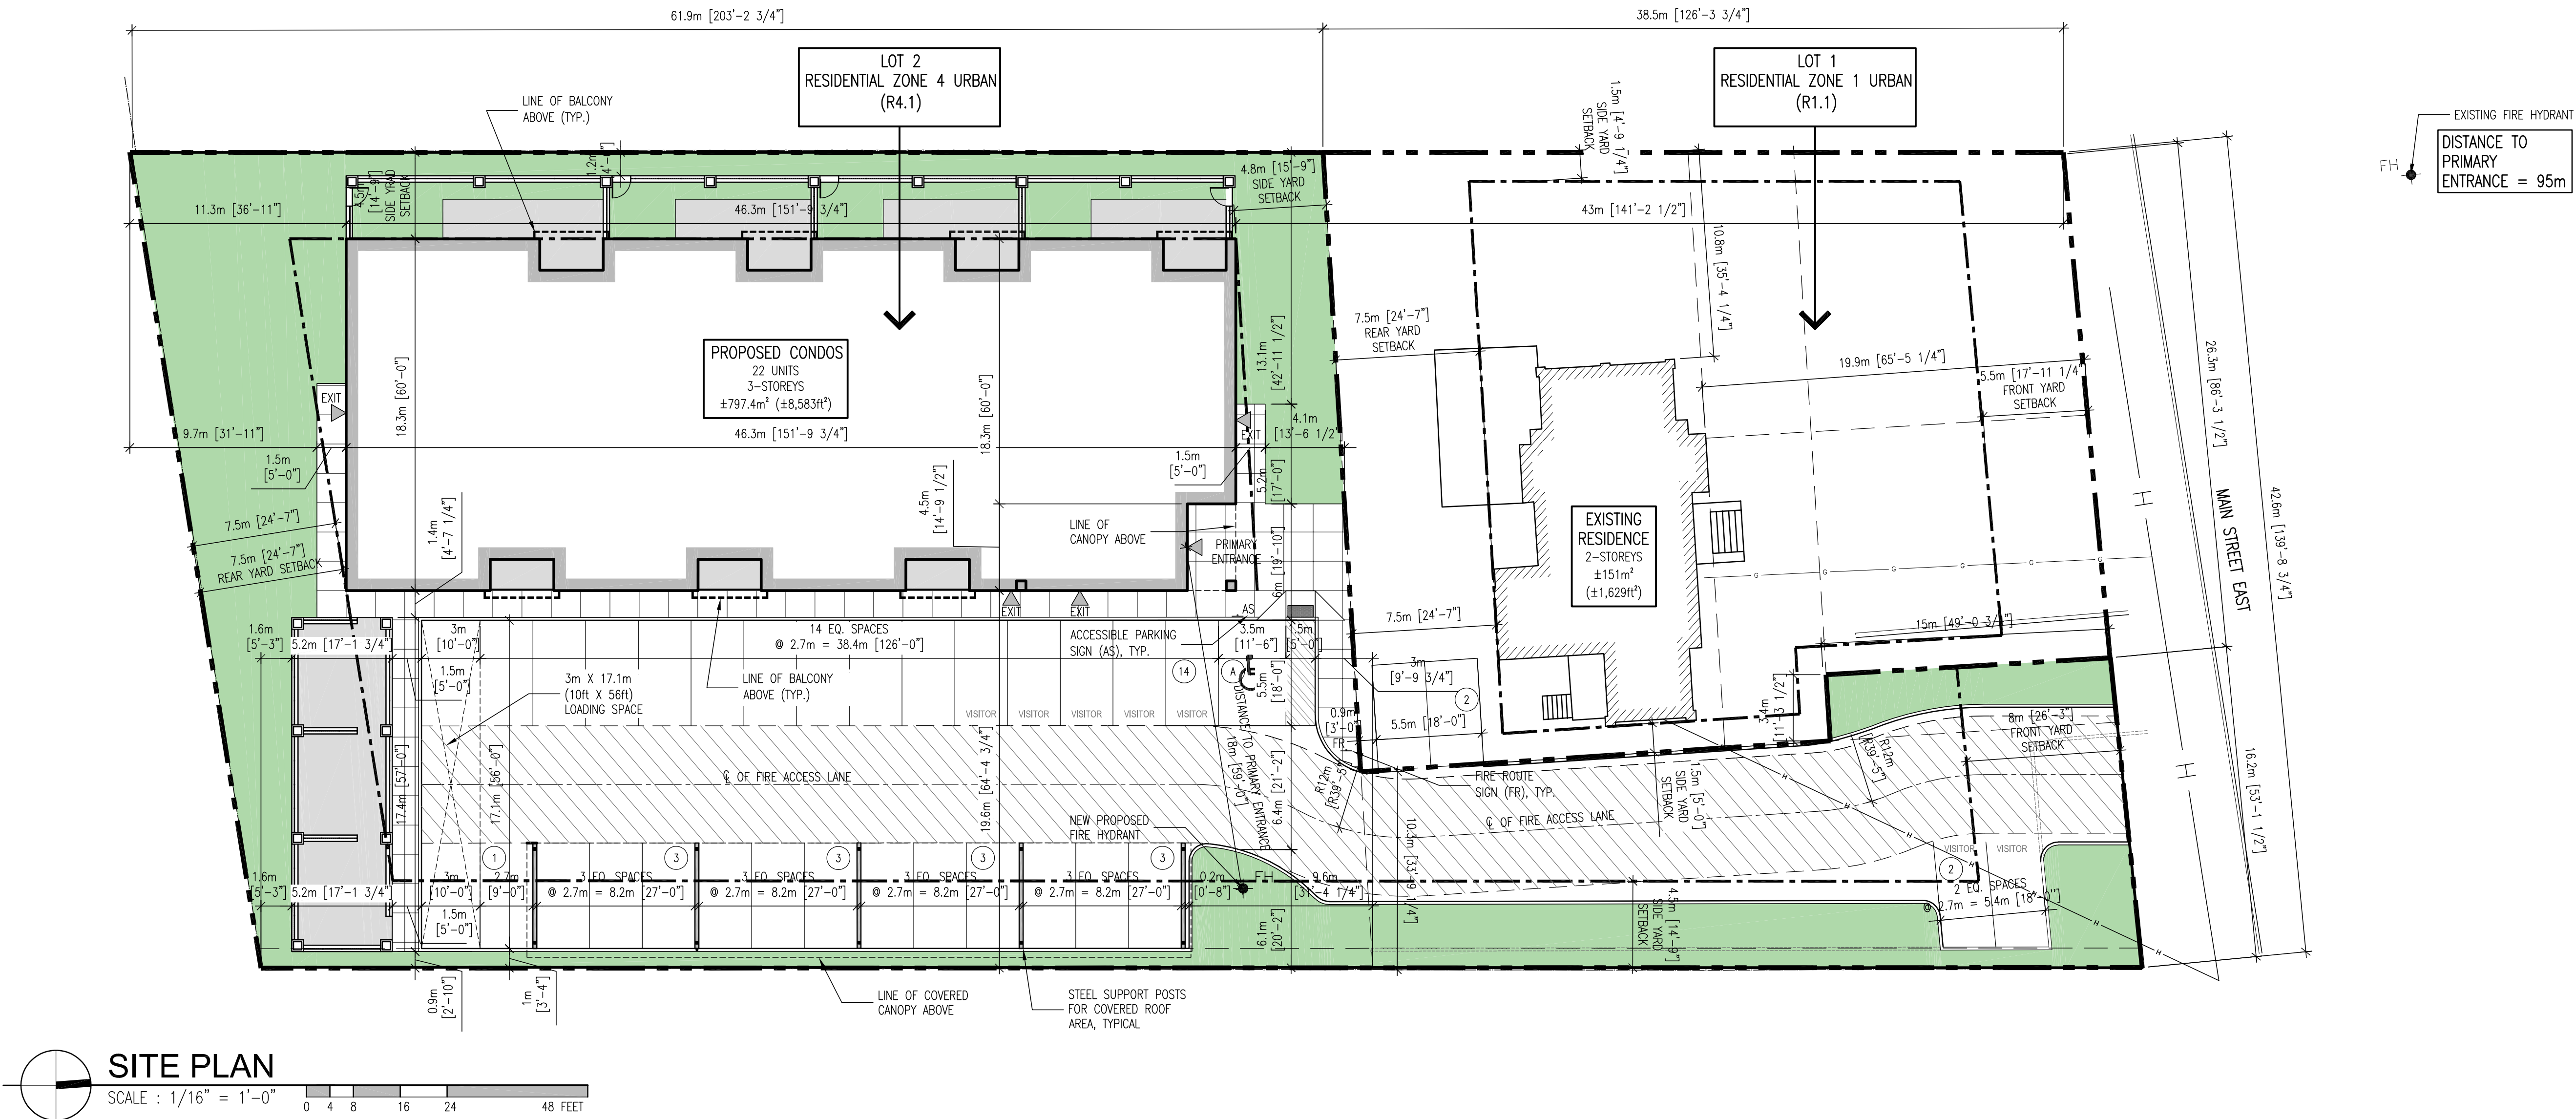 61.9m [203'-2 3/4"]
38.5m [126'-3 3/4"]
LOT 2
RESIDENTIAL ZONE 4 URBAN
(R4.1)
LOT 1
RESIDENTIAL ZONE 1 URBAN
(R1.1)
LINE OF BALCONY
ABOVE (TYP.)
EXISTING FIRE HYDRANT
FH
DISTANCE TO
PRIMARY
ENTRANCE = 95m
1.5m [4'-9 1/4"]
SIDE YARD
SETBACK
1.2m
4.5m
[14'-9"]
SIDE YRAD
SETBACK
4.8m [15'-9"]
SIDE YARD
SETBACK
11.3m [36'-11"]
46.3m [151'-9 3/4"]
43m [141'-2 1/2"]
10.8m [35'-4 1/4"]
7.5m [24'-7"]
REAR YARD
SETBACK
13.1m
[42'-11 1/2"]
19.9m [65'-5 1/4"]
5.5m [17'-11 1/4"
FRONT YARD
SETBACK
26.3m [86'-3 1/2"]
PROPOSED CONDOS
22 UNITS
3-STOREYS
±797.4m² (±8,583ft²)
18.3m [60'-0"]
18.3m [60'-0"]
EXIT
EXIT
9.7m [31'-11"]
46.3m [151'-9 3/4"]
4.1m
[13'-6 1/2"
1.5m
[5'-0"]
1.5m
[5'-0"]
5.2m
[17'-0"]
4.5m
[14'-9 1/2"]
1.4m
[4'-7 1/4"]
7.5m [24'-7"]
7.5m [24'-7"]
REAR YARD SETBACK
LINE OF
CANOPY ABOVE
PRIMARY
ENTRANCE
6m [19'-10"]
EXISTING
RESIDENCE
2-STOREYS
±151m²
(±1,629ft²)
G G G G G
MAIN STREET EAST
42.6m [139'-8 3/4"]
H
H
EXIT
EXIT
AS
ACCESSIBLE PARKING
SIGN (AS), TYP.
7.5m [24'-7"]
15m [49'-0 3/4"]
1.6m
[5'-3"]
5.2m [17'-1 3/4"]
3m
[10'-0"]
14 EQ. SPACES
@ 2.7m = 38.4m [126'-0"]
3.5m
[11'-6"]
.5m
[5'-0"]
1.5m
[5'-0"]
3m X 17.1m
(10ft X 56ft)
LOADING SPACE
LINE OF BALCONY
ABOVE (TYP.)
14
A
5.5m
[18'-0"]
3m
[9'-9 3/4"]
2
5.5m [18'-0"]
0.9m
[3'-0"
FR
3.4m
[11'-3 1/2"]
VISITOR
VISITOR
VISITOR
VISITOR
VISITOR
DISTANCE TO PRIMARY ENTRANCE
18m [59'-0"]
8m [26'-3"]
FRONT YARD
SETBACK
R12m
[R39'-5"]
R12m
[R39'-5"]
FIRE ROUTE
SIGN (FR), TYP.
1.5m [5'-0"]
SIDE YARD
SETBACK
16.2m [53'-1 1/2"]
17.4m [57'-0"]
17.1m [56'-0"]
19.6m [64'-4 3/4"]
6.4m [21'-2"]
℄ OF FIRE ACCESS LANE
℄ OF FIRE ACCESS LANE
NEW PROPOSED
FIRE HYDRANT
10.3m [33'-9 1/4"]
1
3
3
3
3
VISITOR
VISITOR
2
2 EQ. SPACES
@
2.7m = 5.4m [18'-0"]
1.6m
[5'-3"]
5.2m [17'-1 3/4"]
3m
[10'-0"]
2.7m
[9'-0"]
3 EQ. SPACES
@ 2.7m = 8.2m [27'-0"]
3 EQ. SPACES
@ 2.7m = 8.2m [27'-0"]
3 EQ. SPACES
@ 2.7m = 8.2m [27'-0"]
3 EQ. SPACES
@ 2.7m = 8.2m [27'-0"]
0.2m
[0'-8"]
FH
9.6m
[31'-4 1/4"]
1.5m
[5'-0"]
6.1m
[20'-2"]
4.5m [14'-9"]
SIDE YARD
SETBACK
H H H H H
0.9m
[2'-10"]
1m
[3'-4"]
LINE OF COVERED
CANOPY ABOVE
STEEL SUPPORT POSTS
FOR COVERED ROOF
AREA, TYPICAL
SITE PLAN
SCALE : 1/16" = 1'-0"
0 4 8 16 24 48 FEET